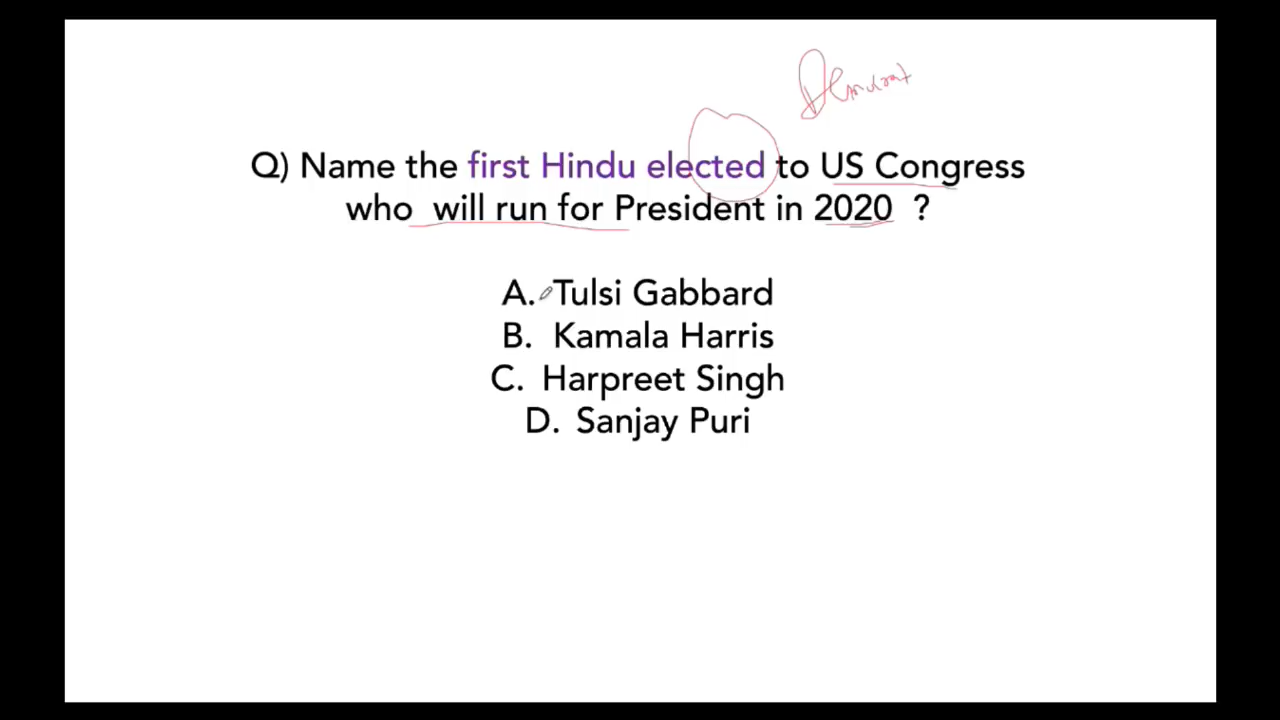 Democrat
Q) Name the first Hindu elected to US Congress
who will run for President in 2020 ?
A. Tulsi Gabbard
B. Kamala Harris
C. Harpreet Singh
D. Sanjay Puri